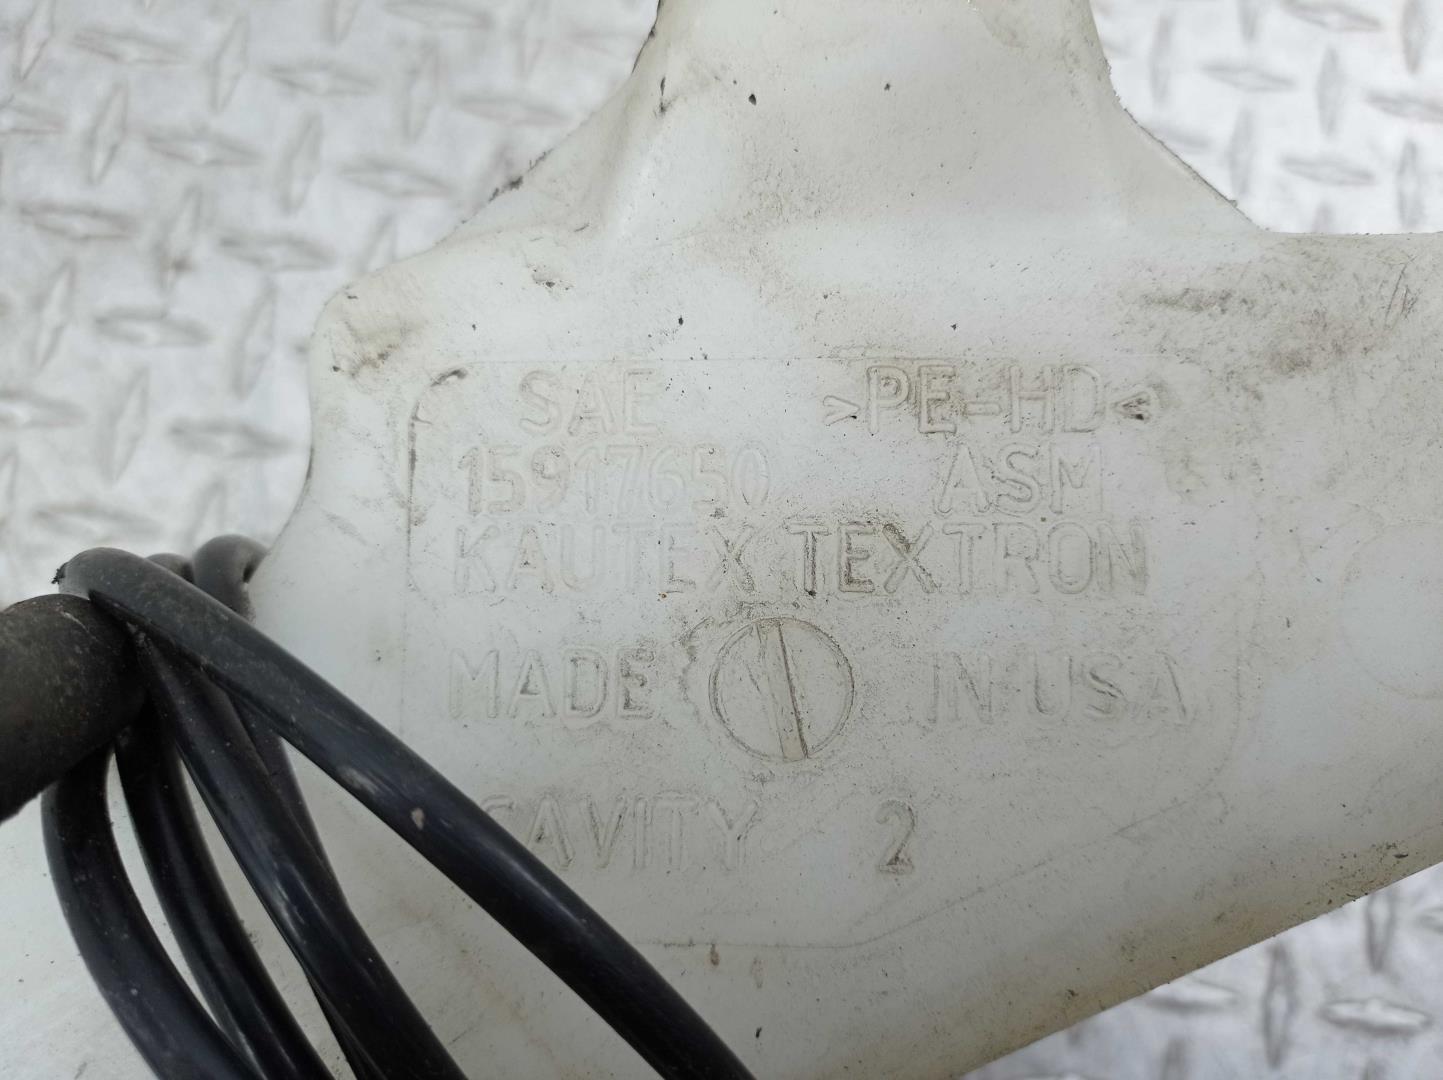 SAE >PE-HD<
15917650 ASM
KAUTEX TEXTRON
MADE IN USA
CAVITY 2